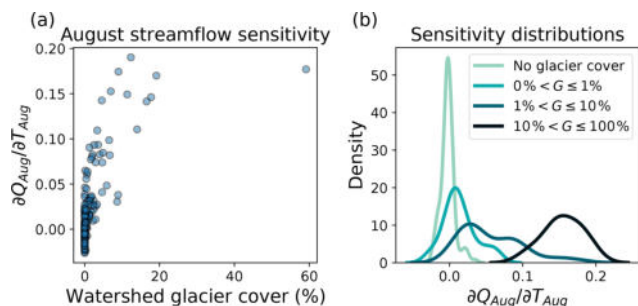 (a)
August streamflow sensitivity
0.20
0.15
0.10
0.05
0.00
∂Q_Aug/∂T_Aug
0
20
40
60
Watershed glacier cover (%)
(b)
Sensitivity distributions
No glacier cover
0% < G ≤ 1%
1% < G ≤ 10%
10% < G ≤ 100%
50
40
30
20
10
0
Density
0.0
0.1
0.2
∂Q_Aug/∂T_Aug